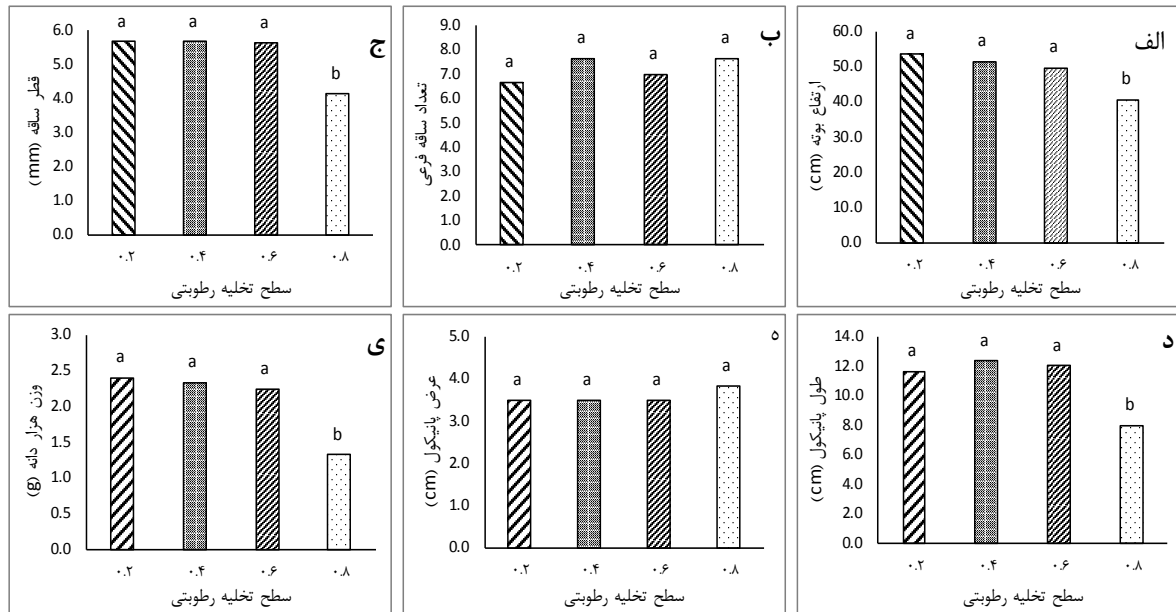 الف
ارتفاع بوته (cm)
60.0
50.0
40.0
30.0
20.0
10.0
0.0
a
a
a
b
۰.۲
۰.۴
۰.۶
۰.۸
سطح تخلیه رطوبتی
ب
تعداد ساقه فرعی
9.0
8.0
7.0
6.0
5.0
4.0
3.0
2.0
1.0
0.0
a
a
a
a
۰.۲
۰.۴
۰.۶
۰.۸
سطح تخلیه رطوبتی
ج
قطر ساقه (mm)
6.0
5.0
4.0
3.0
2.0
1.0
0.0
a
a
a
b
۰.۲
۰.۴
۰.۶
۰.۸
سطح تخلیه رطوبتی
د
طول پانیکول (cm)
14.0
12.0
10.0
8.0
6.0
4.0
2.0
0.0
a
a
a
b
۰.۲
۰.۴
۰.۶
۰.۸
سطح تخلیه رطوبتی
ه
عرض پانیکول (cm)
5.0
4.0
3.0
2.0
1.0
0.0
a
a
a
a
۰.۲
۰.۴
۰.۶
۰.۸
سطح تخلیه رطوبتی
ی
وزن هزار دانه (g)
3.0
2.5
2.0
1.5
1.0
0.5
0.0
a
a
a
b
۰.۲
۰.۴
۰.۶
۰.۸
سطح تخلیه رطوبتی